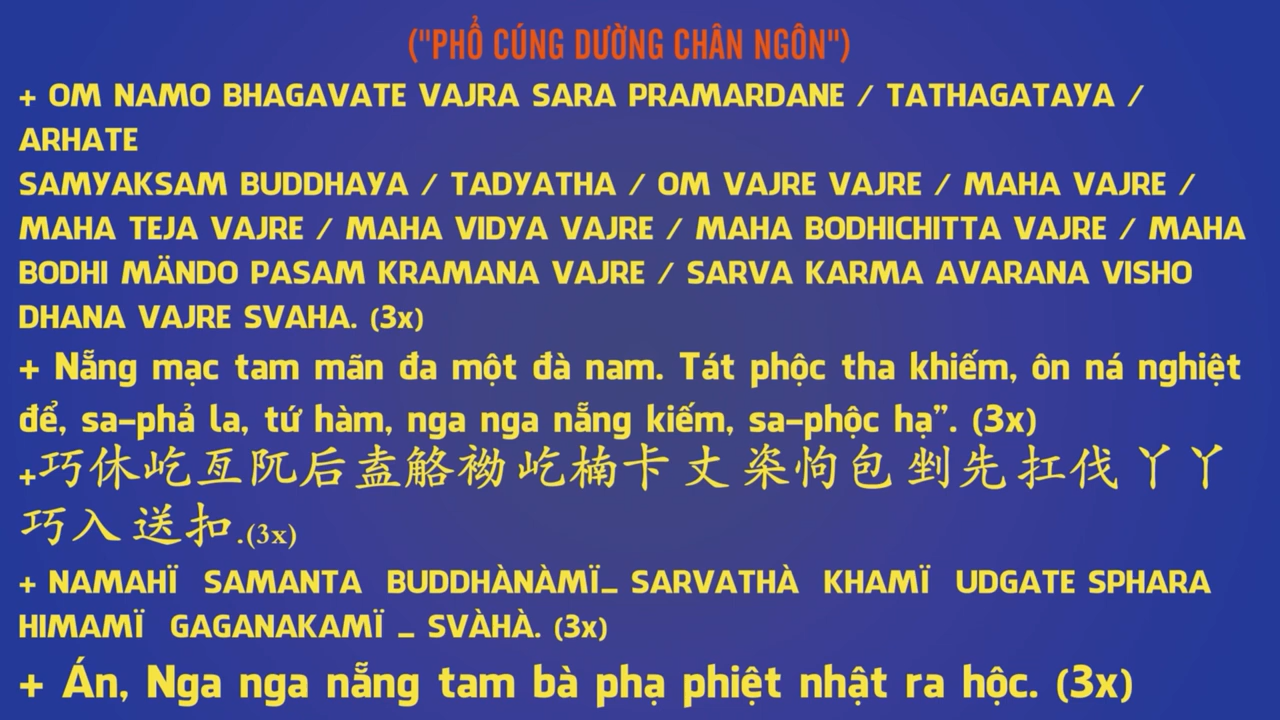 ("PHỔ CÚNG DƯỜNG CHÂN NGÔN")
+ OM NAMO BHAGAVATE VAJRA SARA PRAMARDANE / TATHAGATAYA /
ARHATE
SAMYAKSAM BUDDHAYA / TADYATHA / OM VAJRE VAJRE / MAHA VAJRE /
MAHA TEJA VAJRE / MAHA VIDYA VAJRE / MAHA BODHICHITTA VAJRE / MAHA
BODHI MÄNDO PASAM KRAMANA VAJRE / SARVA KARMA AVARANA VISHO
DHANA VAJRE SVAHA. (3x)
+ Nẵng mạc tam mãn đa một đà nam. Tát phộc tha khiếm, ôn ná nghiệt
để, sa-phả la, tứ hàm, nga nga nẵng kiếm, sa-phộc hạ”. (3x)
+巧休屹亙阢后盍觡袎屹楠卡丈粢怐包剉先扛伐丫丫
巧入送扣.(3x)
+ NAMAHÏ SAMANTA BUDDHÀNÀMÏ_ SARVATHÀ KHAMÏ UDGATE SPHARA
HIMAMÏ GAGANAKAMÏ _ SVÀHÀ. (3x)
+ Án, Nga nga nẵng tam bà phạ phiệt nhật ra hộc. (3x)